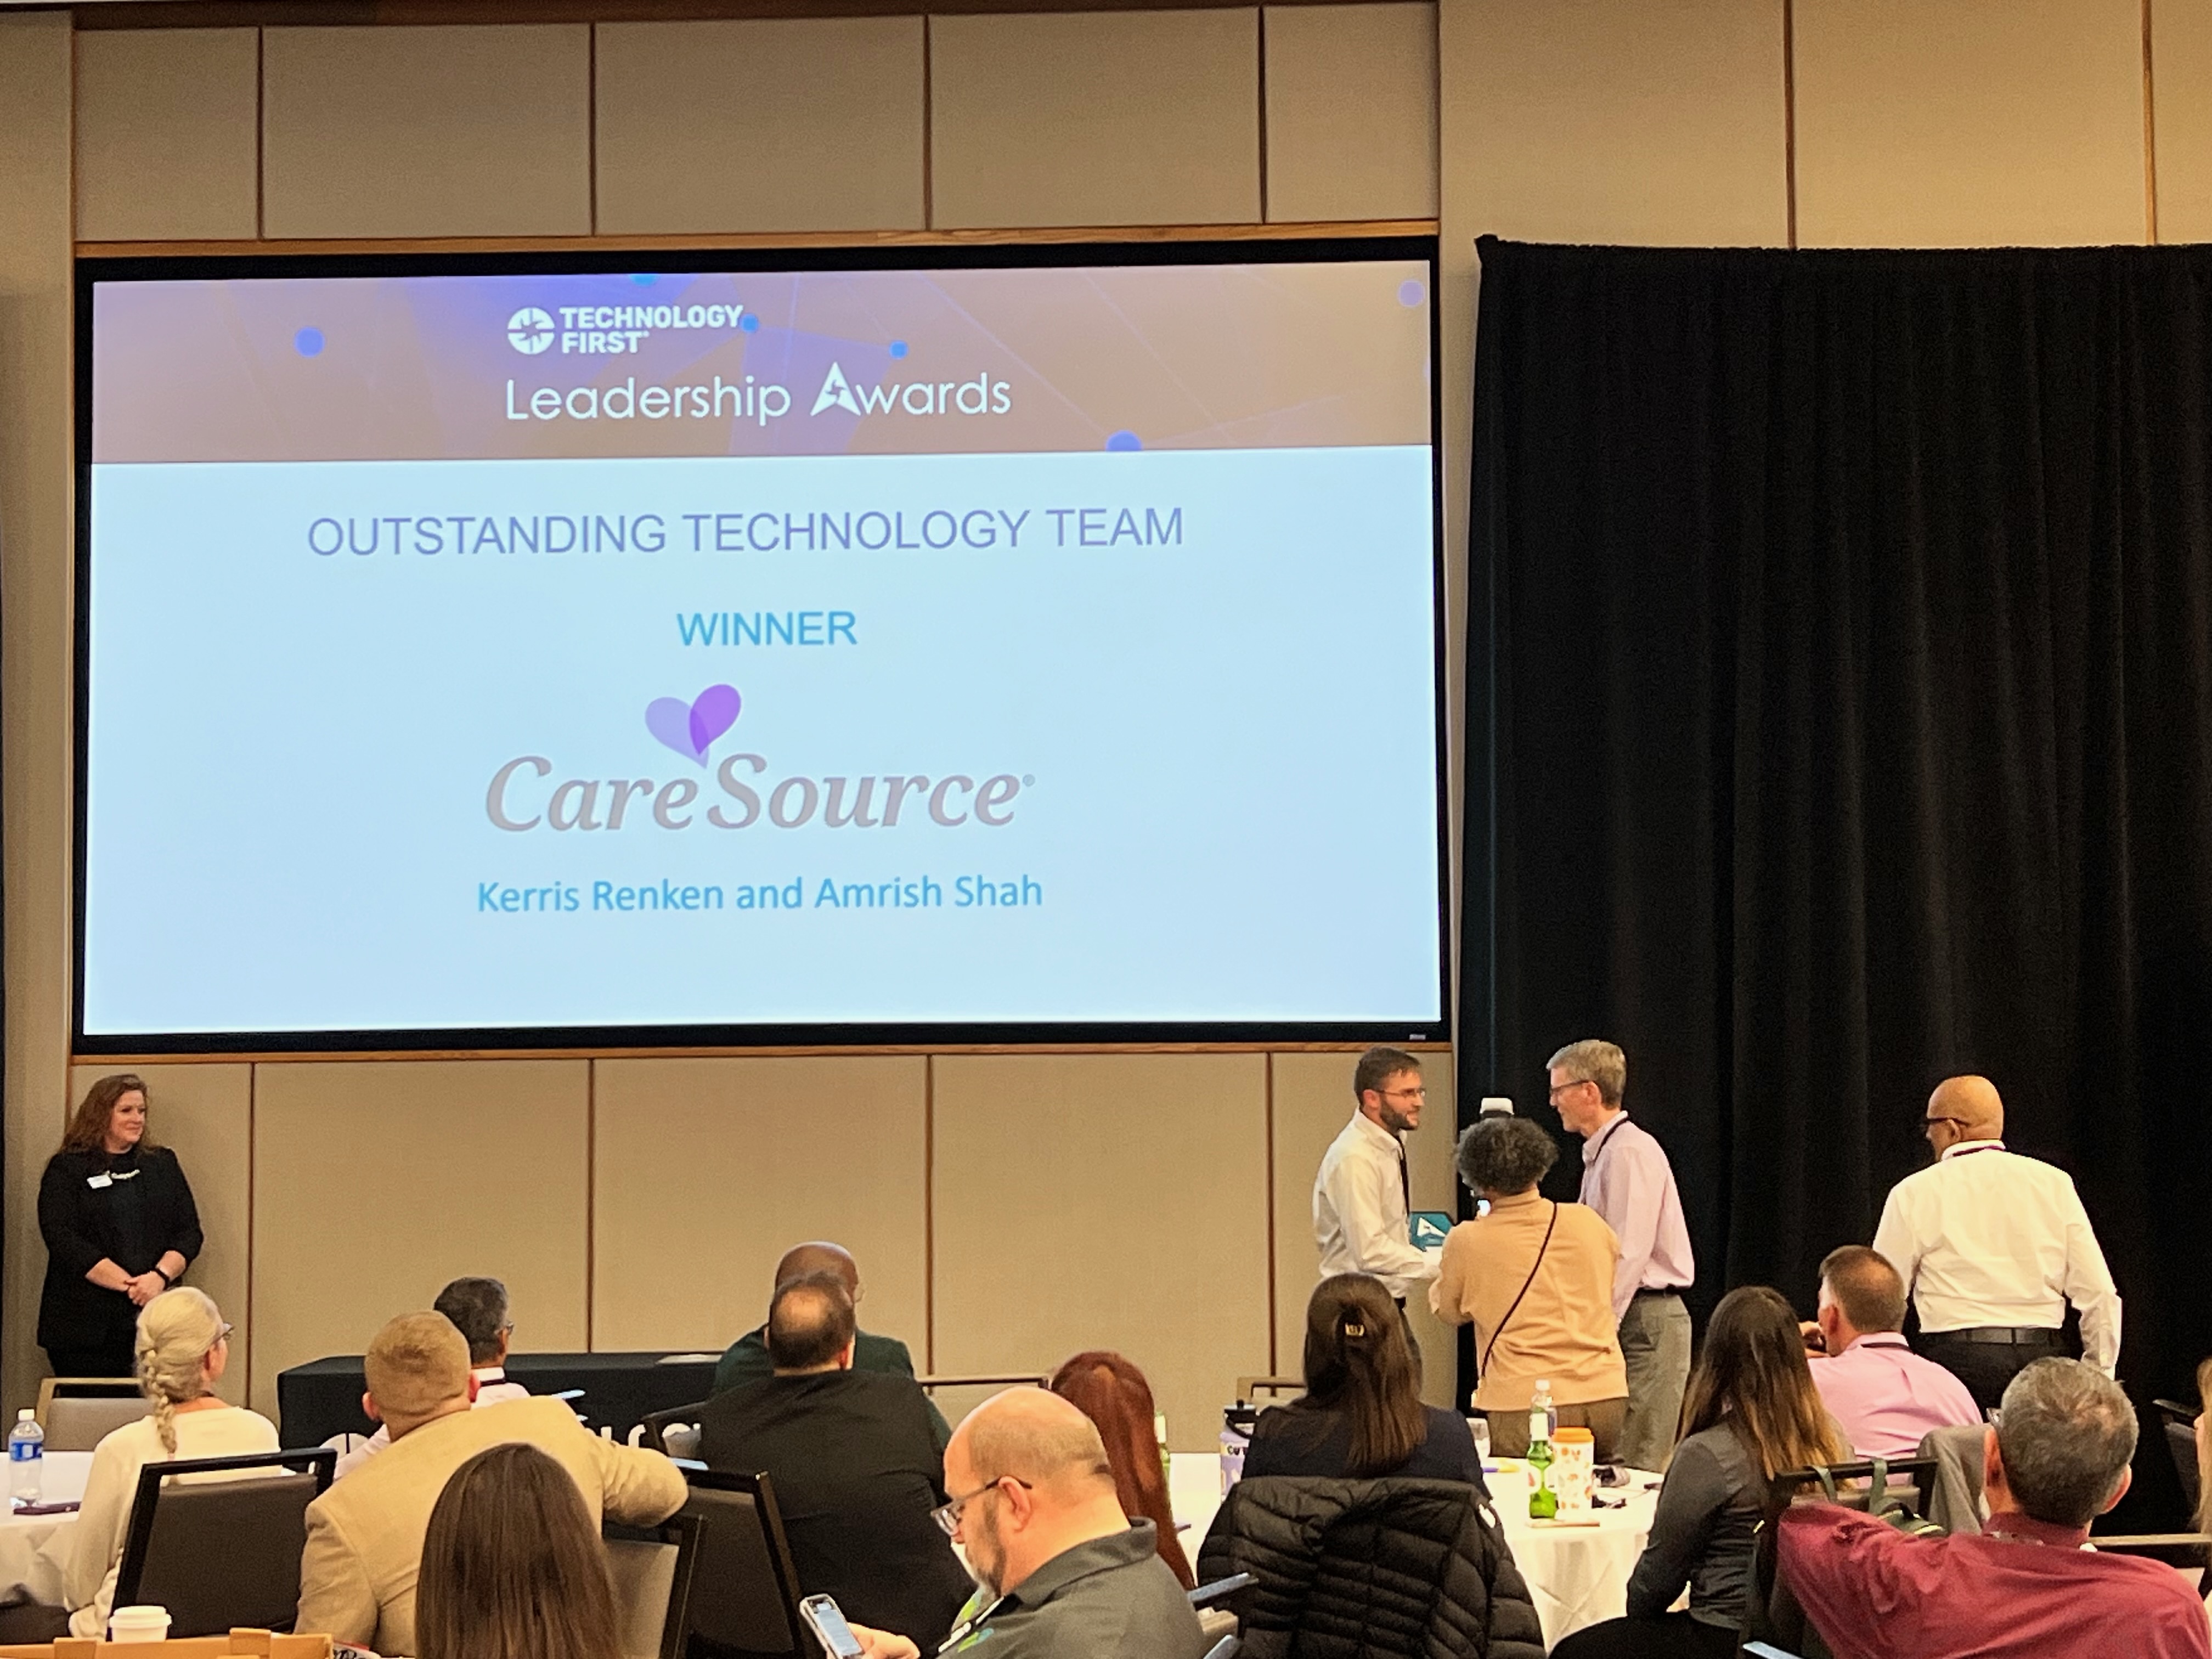 TECHNOLOGY
FIRST
Leadership Awards
OUTSTANDING TECHNOLOGY TEAM
WINNER
CareSource®
Kerris Renken and Amrish Shah